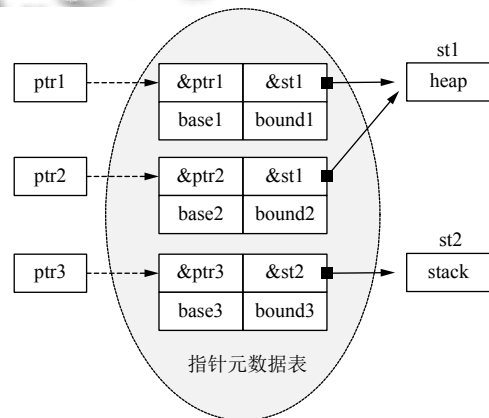 st1
ptr1
&ptr1 &st1
heap
base1 bound1
ptr2
&ptr2 &st1
base2 bound2
st2
ptr3
&ptr3 &st2
stack
base3 bound3
指针元数据表